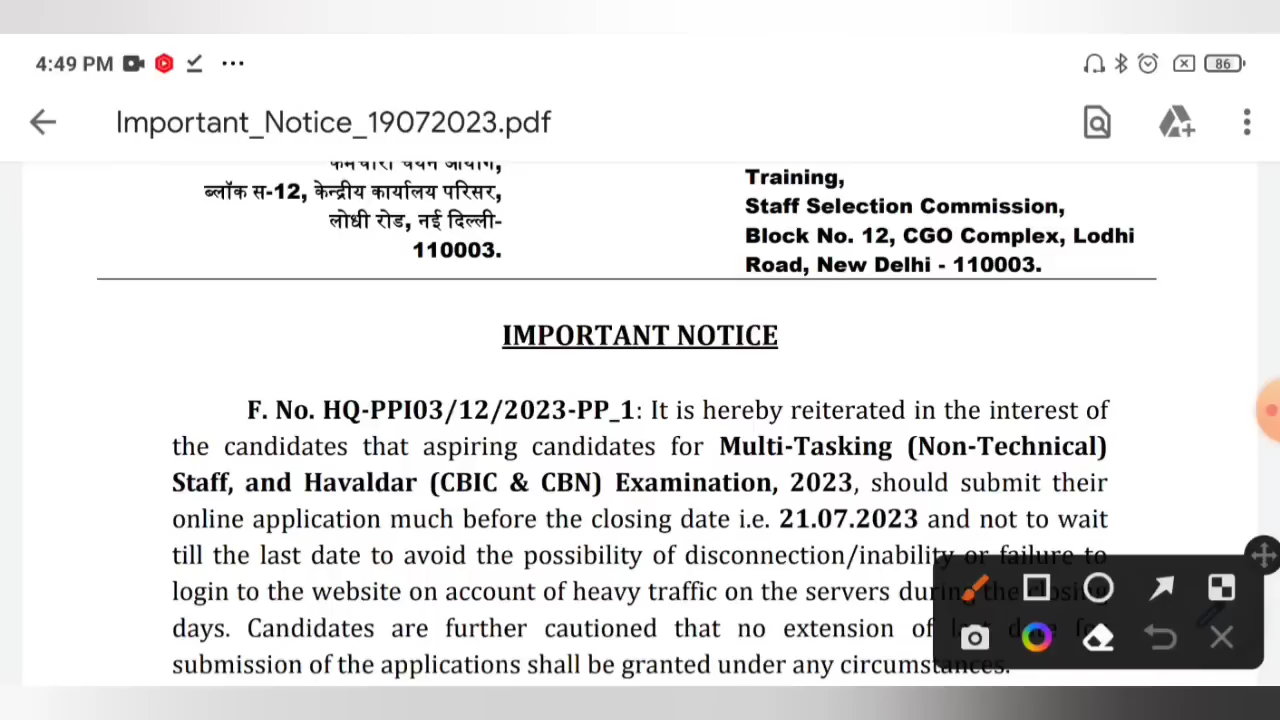 4:49 PM
86
Important_Notice_19072023.pdf
कर्मचारी चयन आयोग,
ब्लॉक स-12, केन्द्रीय कार्यालय परिसर,
लोधी रोड, नई दिल्ली-
110003.
Training,
Staff Selection Commission,
Block No. 12, CGO Complex, Lodhi
Road, New Delhi - 110003.
IMPORTANT NOTICE
F. No. HQ-PPI03/12/2023-PP_1: It is hereby reiterated in the interest of
the candidates that aspiring candidates for Multi-Tasking (Non-Technical)
Staff, and Havaldar (CBIC & CBN) Examination, 2023, should submit their
online application much before the closing date i.e. 21.07.2023 and not to wait
till the last date to avoid the possibility of disconnection/inability or failure to
login to the website on account of heavy traffic on the servers during the closing
days. Candidates are further cautioned that no extension of last date for
submission of the applications shall be granted under any circumstances.